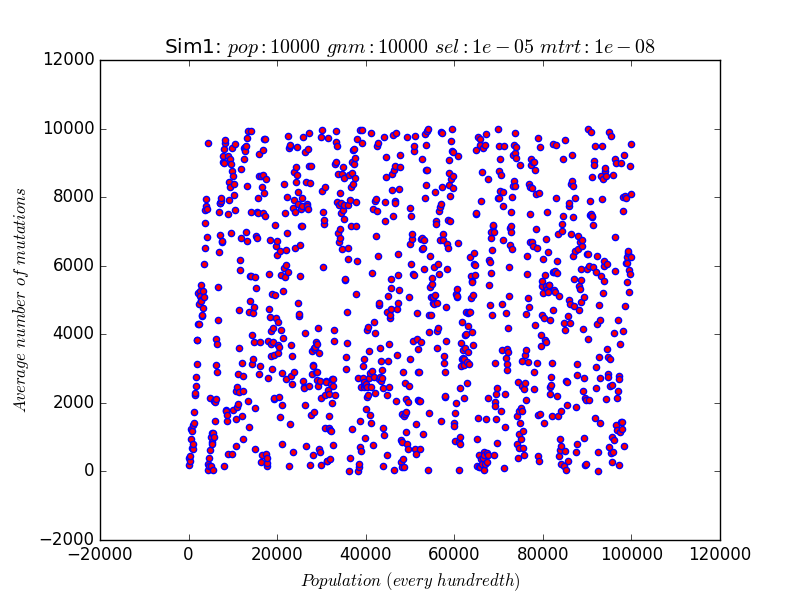 Sim1: pop : 10000 gnm : 10000 sel : 1e − 05 mtrt : 1e − 08
12000
10000
8000
6000
4000
2000
0
−2000
Average number of mutations
−20000 0 20000 40000 60000 80000 100000 120000
Population (every hundredth)